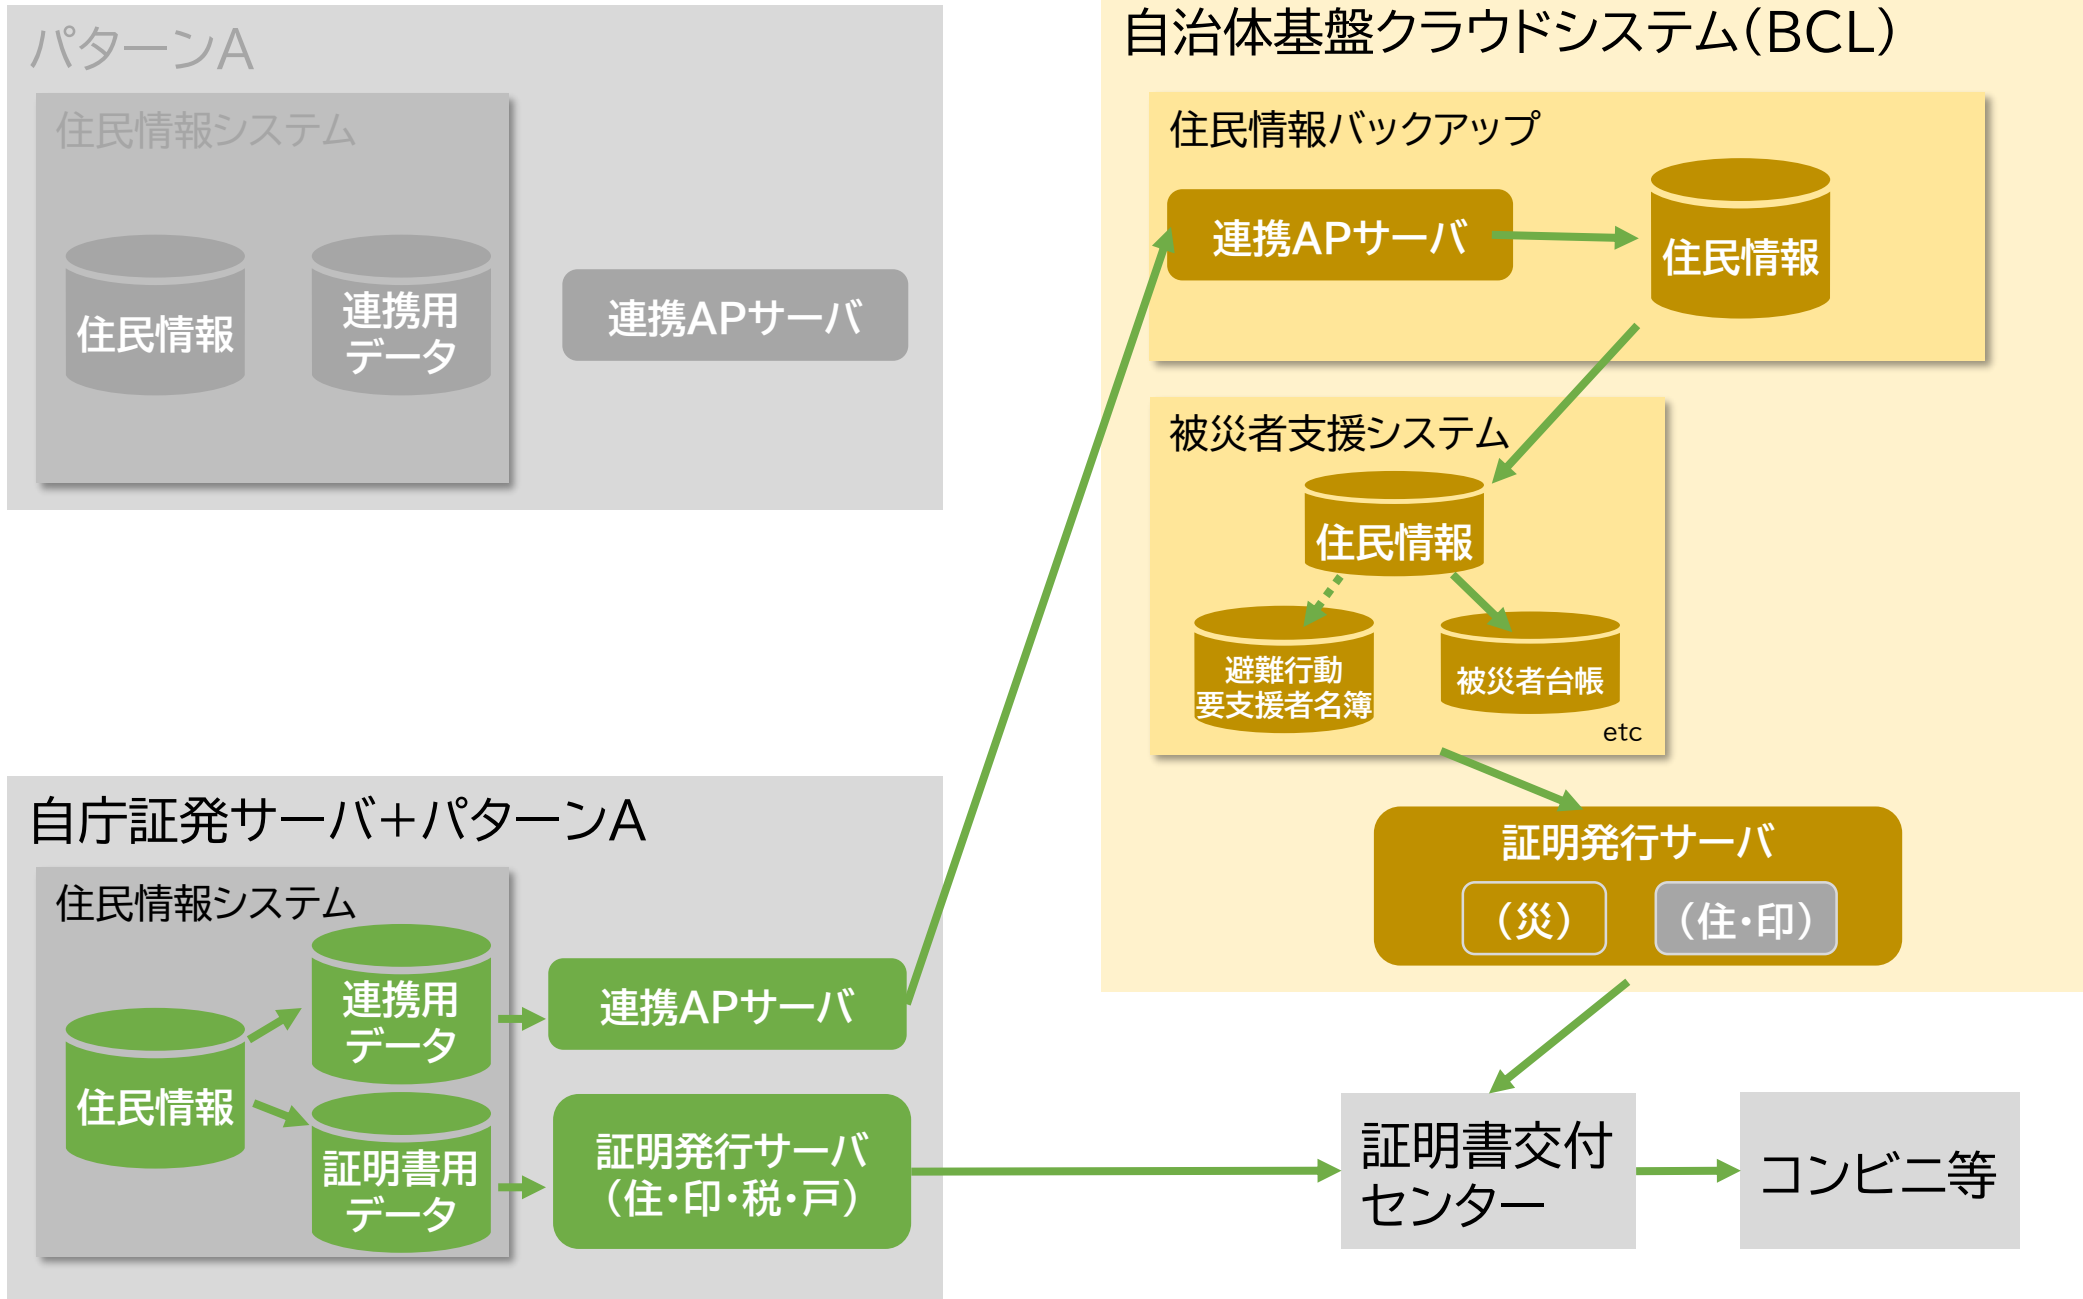 パターンA
住民情報システム
住民情報
連携用
データ
連携APサーバ
自庁証発サーバ＋パターンA
住民情報システム
住民情報
連携用
データ
連携APサーバ
証明書用
データ
証明発行サーバ
（住・印・税・戸）
自治体基盤クラウドシステム（BCL）
住民情報バックアップ
連携APサーバ
住民情報
被災者支援システム
住民情報
避難行動
要支援者名簿
被災者台帳
etc
証明発行サーバ
（災）
（住・印）
証明書交付
センター
コンビニ等